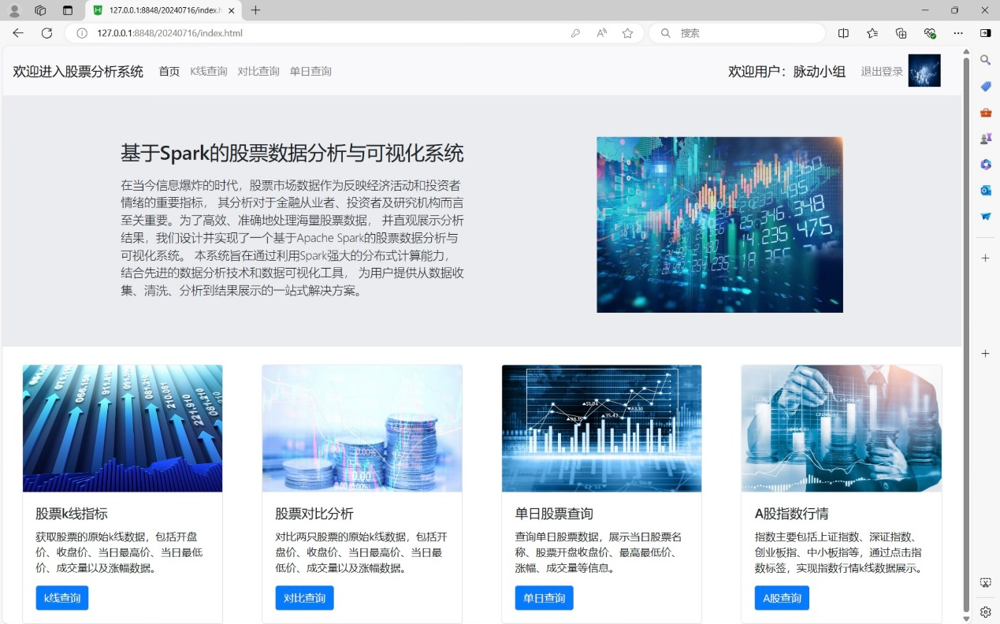 127.0.0.1:8848/20240716/index.h
127.0.0.1:8848/20240716/index.html
搜索
欢迎进入股票分析系统 首页 K线查询 对比查询 单日查询
欢迎用户：脉动小组 退出登录
基于Spark的股票数据分析与可视化系统
在当今信息爆炸的时代，股票市场数据作为反映经济活动和投资者
情绪的重要指标， 其分析对于金融从业者、投资者及研究机构而言
至关重要。为了高效、准确地处理海量股票数据， 并直观展示分析
结果，我们设计并实现了一个基于Apache Spark的股票数据分析与
可视化系统。 本系统旨在通过利用Spark强大的分布式计算能力，
结合先进的数据分析技术和数据可视化工具， 为用户提供从数据收
集、清洗、分析到结果展示的一站式解决方案。
25.346.348
14.235.475
股票k线指标
获取股票的原始k线数据，包括开盘
价、收盘价、当日最高价、当日最低
价、成交量以及涨幅数据。
k线查询
股票对比分析
对比两只股票的原始k线数据，包括开
盘价、收盘价、当日最高价、当日最
低价、成交量以及涨幅数据。
对比查询
单日股票查询
查询单日股票数据，展示当日股票名
称、股票开盘收盘价、最高最低价、
涨幅、成交量等信息。
单日查询
A股指数行情
指数主要包括上证指数、深证指数、
创业板指、中小板指等，通过点击指
数标签，实现指数行情k线数据展示。
A股查询